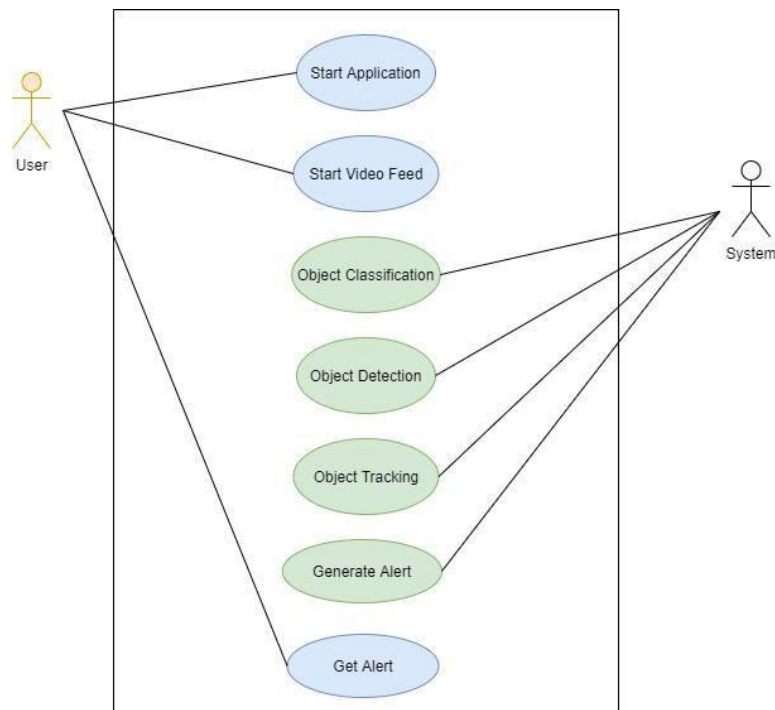 Start Application
User
Start Video Feed
System
Object Classification
Object Detection
Object Tracking
Generate Alert
Get Alert